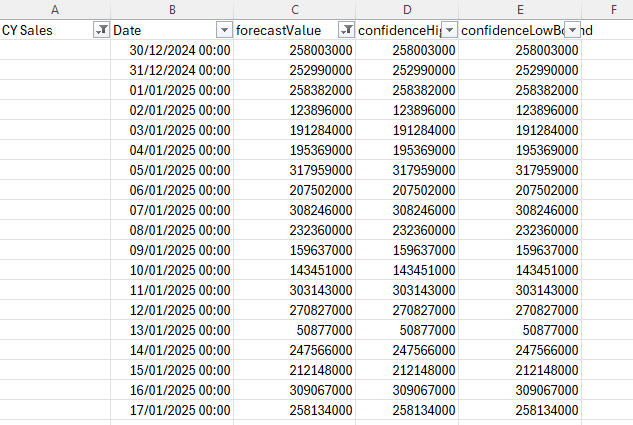 A B C D E F
CY Sales Date forecastValue confidenceHi confidenceLowBo nd
30/12/2024 00:00 258003000 258003000 258003000
31/12/2024 00:00 252990000 252990000 252990000
01/01/2025 00:00 258382000 258382000 258382000
02/01/2025 00:00 123896000 123896000 123896000
03/01/2025 00:00 191284000 191284000 191284000
04/01/2025 00:00 195369000 195369000 195369000
05/01/2025 00:00 317959000 317959000 317959000
06/01/2025 00:00 207502000 207502000 207502000
07/01/2025 00:00 308246000 308246000 308246000
08/01/2025 00:00 232360000 232360000 232360000
09/01/2025 00:00 159637000 159637000 159637000
10/01/2025 00:00 143451000 143451000 143451000
11/01/2025 00:00 303143000 303143000 303143000
12/01/2025 00:00 270827000 270827000 270827000
13/01/2025 00:00 50877000 50877000 50877000
14/01/2025 00:00 247566000 247566000 247566000
15/01/2025 00:00 212148000 212148000 212148000
16/01/2025 00:00 309067000 309067000 309067000
17/01/2025 00:00 258134000 258134000 258134000